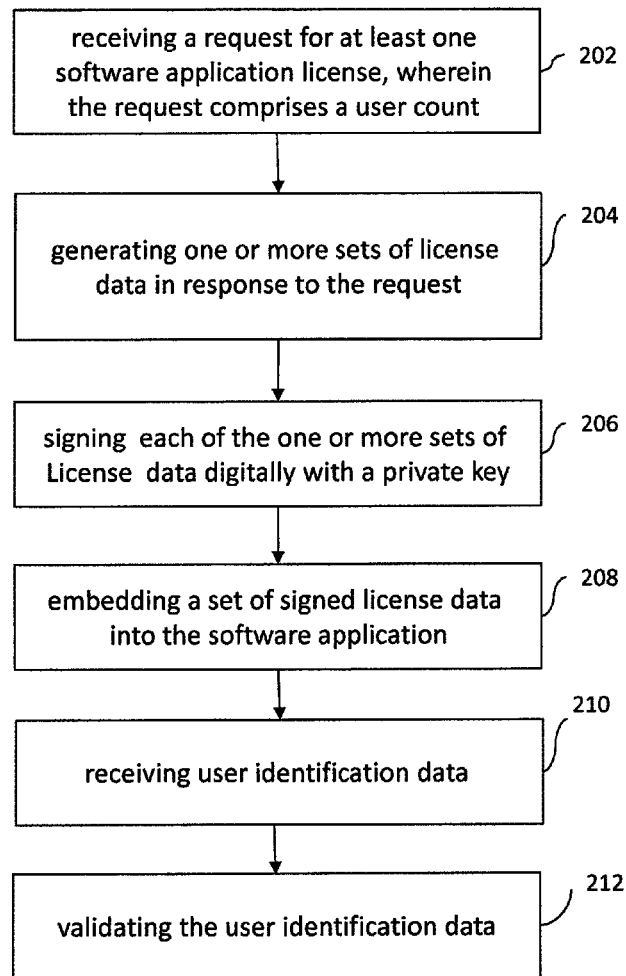 receiving a request for at least one
software application license, wherein
the request comprises a user count
202
generating one or more sets of license
data in response to the request
204
signing each of the one or more sets of
License data digitally with a private key
206
embedding a set of signed license data
into the software application
208
receiving user identification data
210
validating the user identification data
212